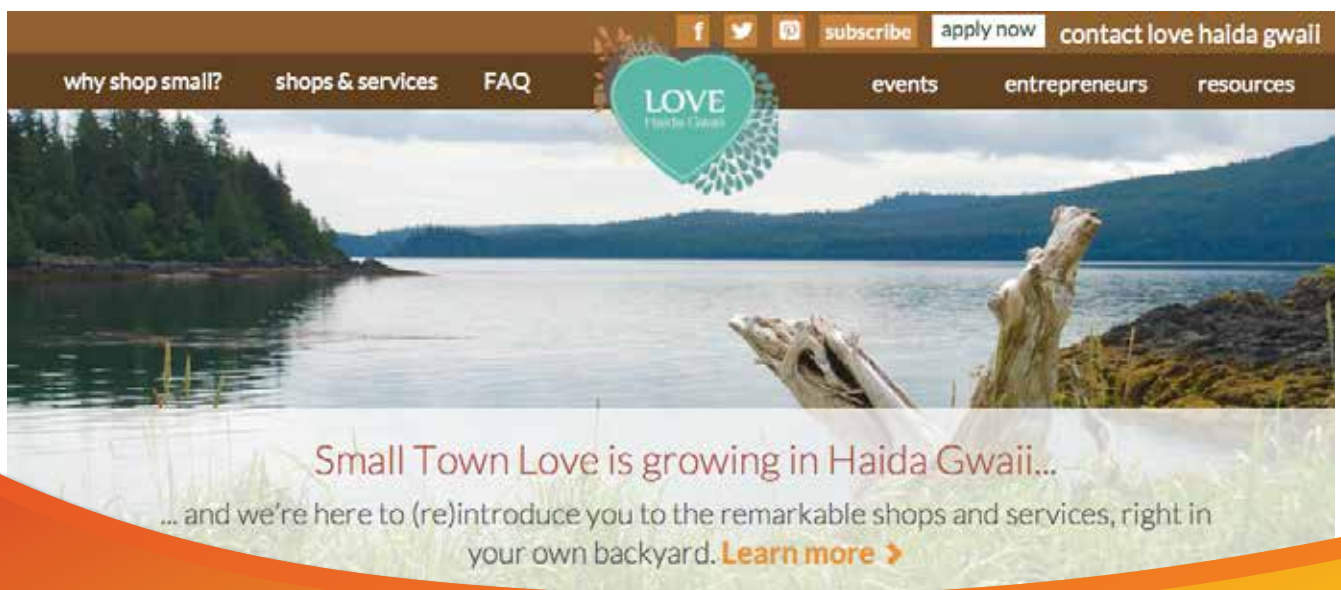 f subscribe apply now contact love haida gwaii
why shop small? shops & services FAQ events entrepreneurs resources
LOVE
Haida Gwaii
Small Town Love is growing in Haida Gwaii...
... and we're here to (re)introduce you to the remarkable shops and services, right in
your own backyard. Learn more >